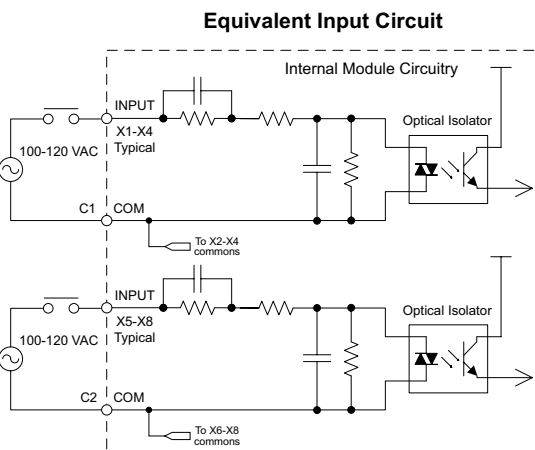 Equivalent Input Circuit
Internal Module Circuitry
INPUT
X1-X4
Typical
Optical Isolator
100-120 VAC
C1 COM
To X2-X4
commons
INPUT
X5-X8
Typical
Optical Isolator
100-120 VAC
C2 COM
To X6-X8
commons